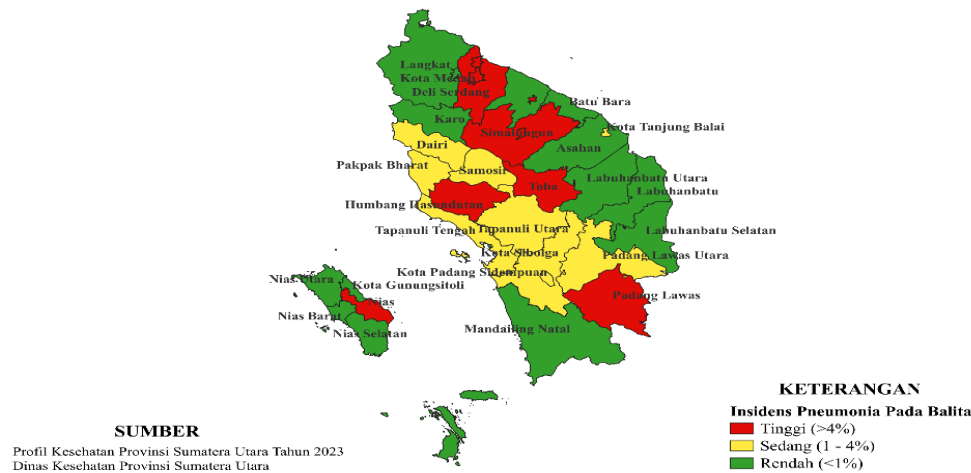 Langkat
Kota Medan
Deli Serdang
Batu Bara
Karo
Kota Tanjung Balai
Simalungun
Dairi
Asahan
Pakpak Bharat
Samosir
Labuhanbatu Utara
Toba
Labuhanbatu
Humbang Hasundutan
Tapanuli Tengah
Tapanuli Utara
Labuhanbatu Selatan
Kota Sibolga
Padang Lawas Utara
Kota Padang Sidempuan
Nias Utara
Kota Gunungsitoli
Padang Lawas
Nias
Nias Barat
Nias Selatan
Mandailing Natal
KETERANGAN
Insidens Pneumonia Pada Balita
Tinggi (>4%)
Sedang (1 - 4%)
Rendah (<1%)
SUMBER
Profil Kesehatan Provinsi Sumatera Utara Tahun 2023
Dinas Kesehatan Provinsi Sumatera Utara